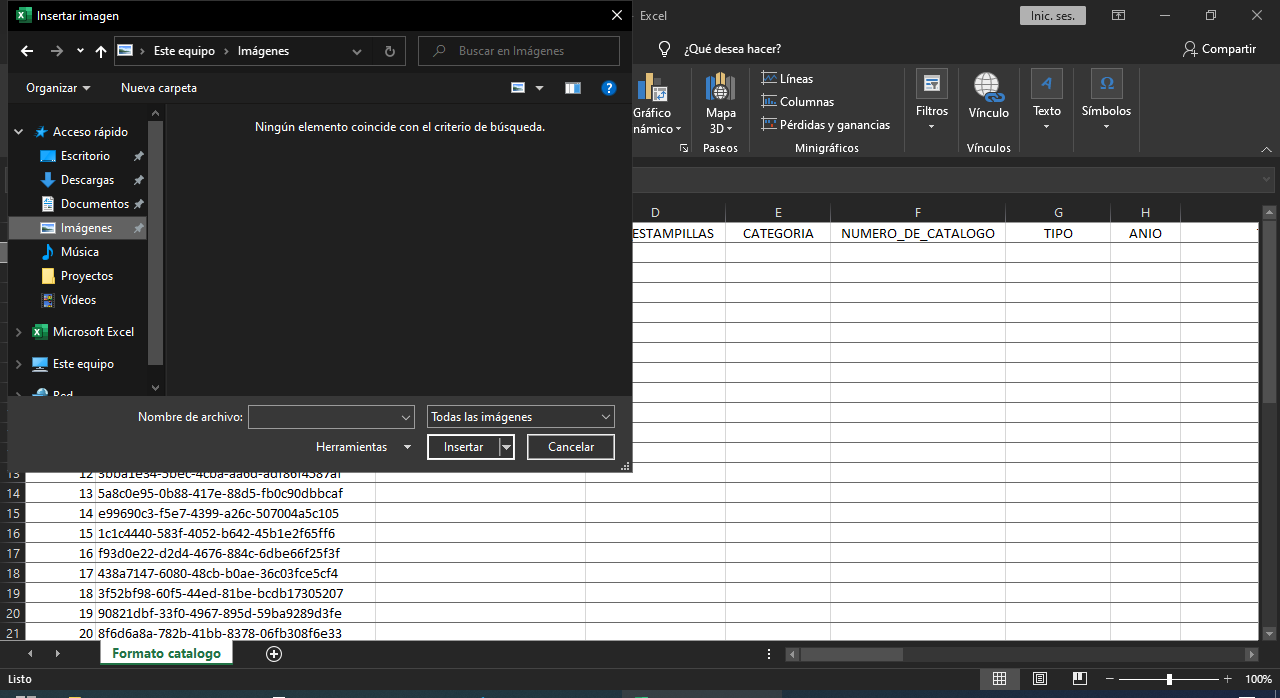 Insertar imagen
Excel
Inic. ses.
Este equipo
Imágenes
Buscar en Imágenes
¿Qué desea hacer?
Compartir
Organizar
Nueva carpeta
Ningún elemento coincide con el criterio de búsqueda.
Acceso rápido
Escritorio
Descargas
Documentos
Imágenes
Música
Proyectos
Vídeos
Microsoft Excel
Este equipo
Red
Nombre de archivo:
Todas las imágenes
Herramientas
Insertar
Cancelar
Gráfico
námico
Mapa
3D
Paseos
Líneas
Columnas
Pérdidas y ganancias
Minigráficos
Filtros
Vínculo
Vínculos
Texto
Símbolos
D E F G H
ESTAMPILLAS CATEGORIA NUMERO_DE_CATALOGO TIPO ANIO
13 12 3bba1e34-5bec-4cba-aa6d-adf86f4587af
14 13 5a8c0e95-0b88-417e-88d5-fb0c90dbbcaf
15 14 e99690c3-f5e7-4399-a26c-507004a5c105
16 15 1c1c4440-583f-4052-b642-45b1e2f65ff6
17 16 f93d0e22-d2d4-4676-884c-6dbe66f25f3f
18 17 438a7147-6080-48cb-b0ae-36c03fce5cf4
19 18 3f52bf98-60f5-44ed-81be-bcdb17305207
20 19 90821dbf-33f0-4967-895d-59ba9289d3fe
21 20 8f6d6a8a-782b-41bb-8378-06fb308f6e33
Formato catalogo
Listo
100%